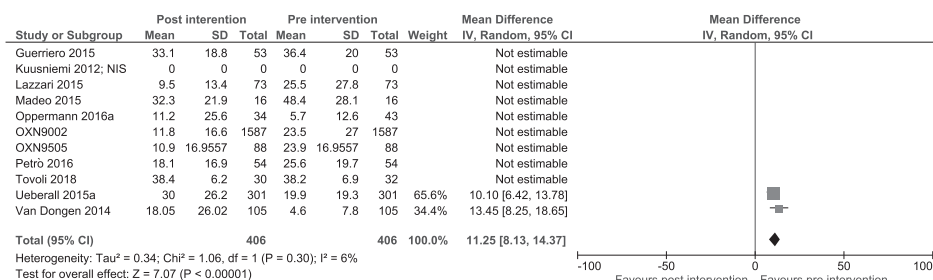 Post interention Pre intervention Mean Difference Mean Difference
Study or Subgroup Mean SD Total Mean SD Total Weight IV, Random, 95% CI IV, Random, 95% CI
Guerriero 2015 33.1 18.8 53 36.4 20 53 Not estimable
Kuusniemi 2012; NIS 0 0 0 0 0 0 Not estimable
Lazzari 2015 9.5 13.4 73 25.5 27.8 73 Not estimable
Madeo 2015 32.3 21.9 16 48.4 28.1 16 Not estimable
Oppermann 2016a 11.2 25.6 34 5.7 12.6 43 Not estimable
OXN9002 11.8 16.6 1587 23.5 27 1587 Not estimable
OXN9505 10.9 16.9557 88 23.9 16.9557 88 Not estimable
Petrò 2016 18.1 16.9 54 25.6 19.7 54 Not estimable
Tovoli 2018 38.4 6.2 30 38.2 6.9 32 Not estimable
Ueberall 2015a 30 26.2 301 19.9 19.3 301 65.6% 10.10 [6.42, 13.78]
Van Dongen 2014 18.05 26.02 105 4.6 7.8 105 34.4% 13.45 [8.25, 18.65]
Total (95% CI) 406 406 100.0% 11.25 [8.13, 14.37]
Heterogeneity: Tau² = 0.34; Chi² = 1.06, df = 1 (P = 0.30); I² = 6%
Test for overall effect: Z = 7.07 (P < 0.00001)
-100 -50 0 50 100
Favours post intervention Favours pre intervention